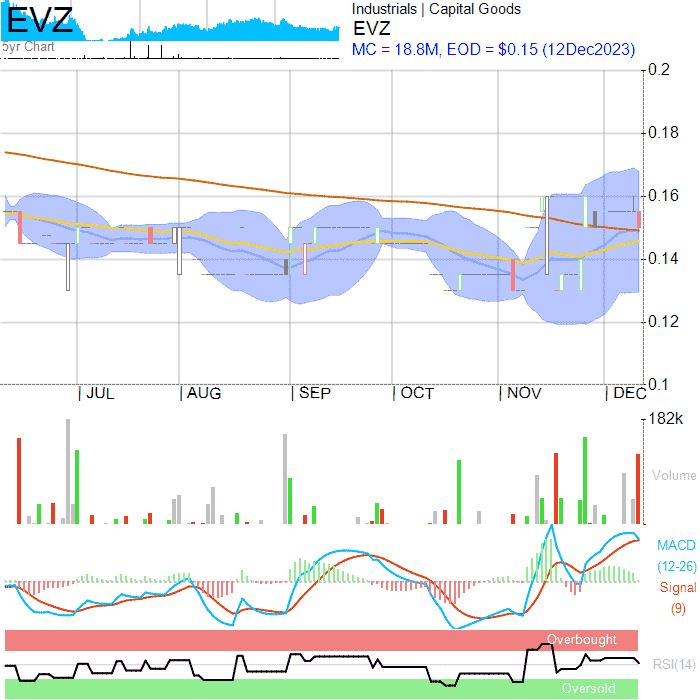 EVZ
5yr Chart
Industrials | Capital Goods
EVZ
MC = 18.8M, EOD = $0.15 (12Dec2023)
0.2
0.18
0.16
0.14
0.12
0.1
JUL
AUG
SEP
OCT
NOV
DEC
182k
Volume
MACD
(12-26)
Signal
(9)
Overbought
RSI(14)
Oversold